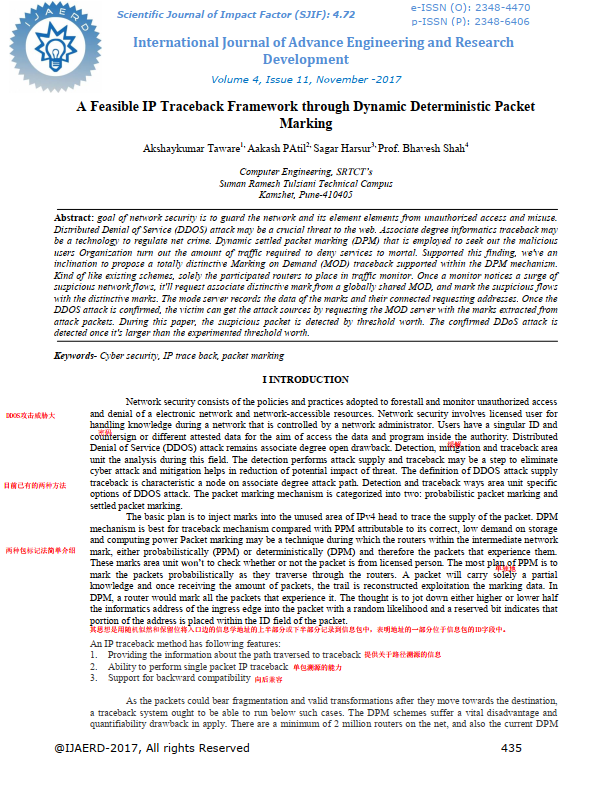 IJAERD
Scientific Journal of Impact Factor (SJIF): 4.72
e-ISSN (O): 2348-4470
p-ISSN (P): 2348-6406
International Journal of Advance Engineering and Research
Development
Volume 4, Issue 11, November -2017
A Feasible IP Traceback Framework through Dynamic Deterministic Packet
Marking
Akshaykumar Taware1, Aakash PAtil2, Sagar Harsur3, Prof. Bhavesh Shah4
Computer Engineering, SRTCT's
Suman Ramesh Tulsiani Technical Campus
Kamshet, Pune-410405
Abstract: goal of network security is to guard the network and its element elements from unauthorized access and misuse.
Distributed Denial of Service (DDOS) attack may be a crucial threat to the web. Associate degree informatics traceback may
be a technology to regulate net crime. Dynamic settled packet marking (DPM) that is employed to seek out the malicious
users Organisation turn out the amount of traffic required to deny services to mortal. Supported this finding, we've an
inclination to propose a totally distinctive Marking on Demand (MOD) traceback supported within the DPM mechanism.
Kind of like existing schemes, solely the participated routers to place in traffic monitor. Once a monitor notices a surge of
suspicious network flows, it'll request associate distinctive mark from a globally shared MOD, and mark the suspicious flows
with the distinctive marks. The mode server records the data of the marks and their connected requesting addresses. Once the
DDOS attack is confirmed, the victim can get the attack sources by requesting the MOD server with the marks extracted from
attack packets. During this paper, the suspicious packet is detected by threshold worth. The confirmed DDoS attack is
detected once it's larger than the experimented threshold worth.
Keywords- Cyber security, IP trace back, packet marking
I INTRODUCTION
Network security consists of the policies and practices adopted to forestall and monitor unauthorized access
DDOS攻击威胁大
and denial of a electronic network and network-accessible resources. Network security involves licensed user for
handling knowledge during a network that is controlled by a network administrator. Users have a singular ID and
密码
countersign or different attested data for the aim of access the data and program inside the authority. Distributed
缓解
Denial of Service (DDOS) attack remains associate degree open drawback. Detection, mitigation and traceback area
unit the analysis during this field. The detection performs attack supply and traceback may be a step to eliminate
cyber attack and mitigation helps in reduction of potential impact of threat. The definition of DDOS attack supply
traceback is characteristic a node on associate degree attack path. Detection and traceback ways area unit specific
目前已有的两种方法
options of DDOS attack. The packet marking mechanism is categorized into two: probabilistic packet marking and
settled packet marking.
The basic plan is to inject marks into the unused area of IPv4 head to trace the supply of the packet. DPM
mechanism is best for traceback mechanism compared with PPM attributable to its correct, low demand on storage
and computing power Packet marking may be a technique during which the routers within the intermediate network
两种包标记法简单介绍
mark, either probabilistically (PPM) or deterministically (DPM) and therefore the packets that experience them.
These marks area unit won't to check whether or not the packet is from licensed person. The most plan of PPM is to
mark the packets probabilistically as they traverse through the routers. A packet will carry solely a partial
knowledge and once receiving the amount of packets, the trail is reconstructed exploitation the marking data. In
DPM, a router would mark all the packets that experience it. The thought is to jot down either higher or lower half
the informatics address of the ingress edge into the packet with a random likelihood and a reserved bit indicates that
portion of the address is placed within the ID field of the packet.
其思想是用随机似然和保留位将入口边的信息学地址的上半部分或下半部分记录到信息包中，表明地址的一部分位于信息包的ID字段中。
An IP traceback method has following features:
1. Providing the information about the path traversed to traceback 提供关于路径溯源的信息
2. Ability to perform single packet IP traceback 单包溯源的能力
3. Support for backward compatibility 向后兼容
As the packets could bear fragmentation and valid transformations after they move towards the destination,
a traceback system ought to be able to run below such cases. The DPM schemes suffer a vital disadvantage and
quantifiability drawback in apply. There are a minimum of 2 million routers on the net, and also the current DPM
@IJAERD-2017, All rights Reserved
435